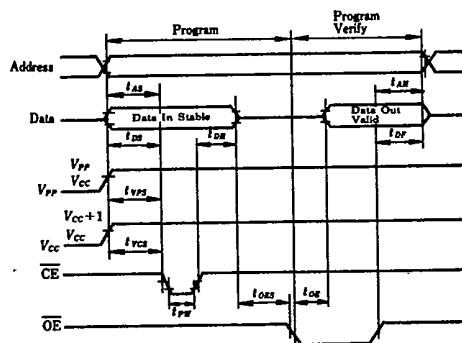 Program
Program
Verify
Address
tAS
tAH
Data
Data In Stable
Data Out
Valid
tDS
tDH
tDF
VPP
VPP VCC
tVPS
VCC+1
VCC VCC
tVCS
CE
tPW
tOES
tOE
OE